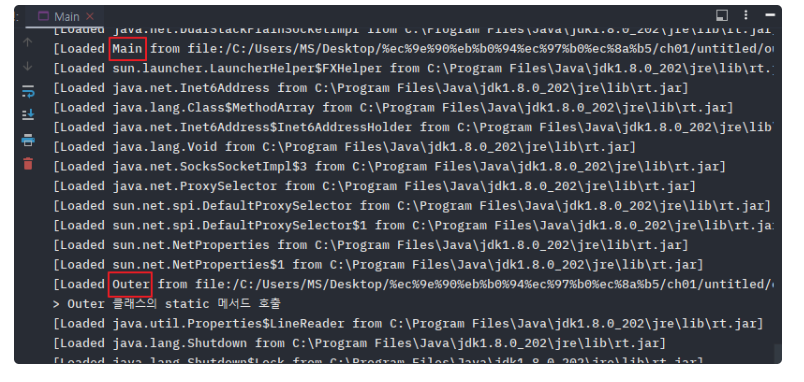 Main ×
[Loaded java.net.DualStackPlainSocketImpl from C:\Program Files\Java\jdk1.8.0_202\jre\lib\rt.jar]
[Loaded Main from file:/C:/Users/MS/Desktop/%ec%9e%90%eb%b0%94%ec%97%b0%ec%8a%b5/ch01/untitled/o
[Loaded sun.launcher.LauncherHelper$FXHelper from C:\Program Files\Java\jdk1.8.0_202\jre\lib\rt.
[Loaded java.net.Inet6Address from C:\Program Files\Java\jdk1.8.0_202\jre\lib\rt.jar]
[Loaded java.lang.Class$MethodArray from C:\Program Files\Java\jdk1.8.0_202\jre\lib\rt.jar]
[Loaded java.net.Inet6Address$Inet6AddressHolder from C:\Program Files\Java\jdk1.8.0_202\jre\lib
[Loaded java.lang.Void from C:\Program Files\Java\jdk1.8.0_202\jre\lib\rt.jar]
[Loaded java.net.SocksSocketImpl$3 from C:\Program Files\Java\jdk1.8.0_202\jre\lib\rt.jar]
[Loaded java.net.ProxySelector from C:\Program Files\Java\jdk1.8.0_202\jre\lib\rt.jar]
[Loaded sun.net.spi.DefaultProxySelector from C:\Program Files\Java\jdk1.8.0_202\jre\lib\rt.jar]
[Loaded sun.net.spi.DefaultProxySelector$1 from C:\Program Files\Java\jdk1.8.0_202\jre\lib\rt.ja
[Loaded sun.net.NetProperties from C:\Program Files\Java\jdk1.8.0_202\jre\lib\rt.jar]
[Loaded sun.net.NetProperties$1 from C:\Program Files\Java\jdk1.8.0_202\jre\lib\rt.jar]
[Loaded Outer from file:/C:/Users/MS/Desktop/%ec%9e%90%eb%b0%94%ec%97%b0%ec%8a%b5/ch01/untitled/
> Outer 클래스의 static 메서드 호출
[Loaded java.util.Properties$LineReader from C:\Program Files\Java\jdk1.8.0_202\jre\lib\rt.jar]
[Loaded java.lang.Shutdown from C:\Program Files\Java\jdk1.8.0_202\jre\lib\rt.jar]
[Loaded java.lang.Shutdown$Lock from C:\Program Files\Java\jdk1.8.0_202\jre\lib\rt.jar]